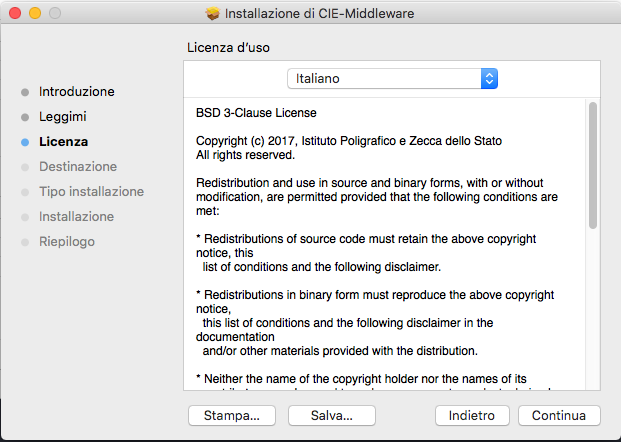 Installazione di CIE-Middleware
Licenza d'uso
Italiano
Introduzione
Leggimi
Licenza
Destinazione
Tipo installazione
Installazione
Riepilogo
BSD 3-Clause License
Copyright (c) 2017, Istituto Poligrafico e Zecca dello Stato
All rights reserved.
Redistribution and use in source and binary forms, with or without
modification, are permitted provided that the following conditions are
met:
* Redistributions of source code must retain the above copyright
notice, this
list of conditions and the following disclaimer.
* Redistributions in binary form must reproduce the above copyright
notice,
this list of conditions and the following disclaimer in the
documentation
and/or other materials provided with the distribution.
* Neither the name of the copyright holder nor the names of its
Stampa...
Salva...
Indietro
Continua